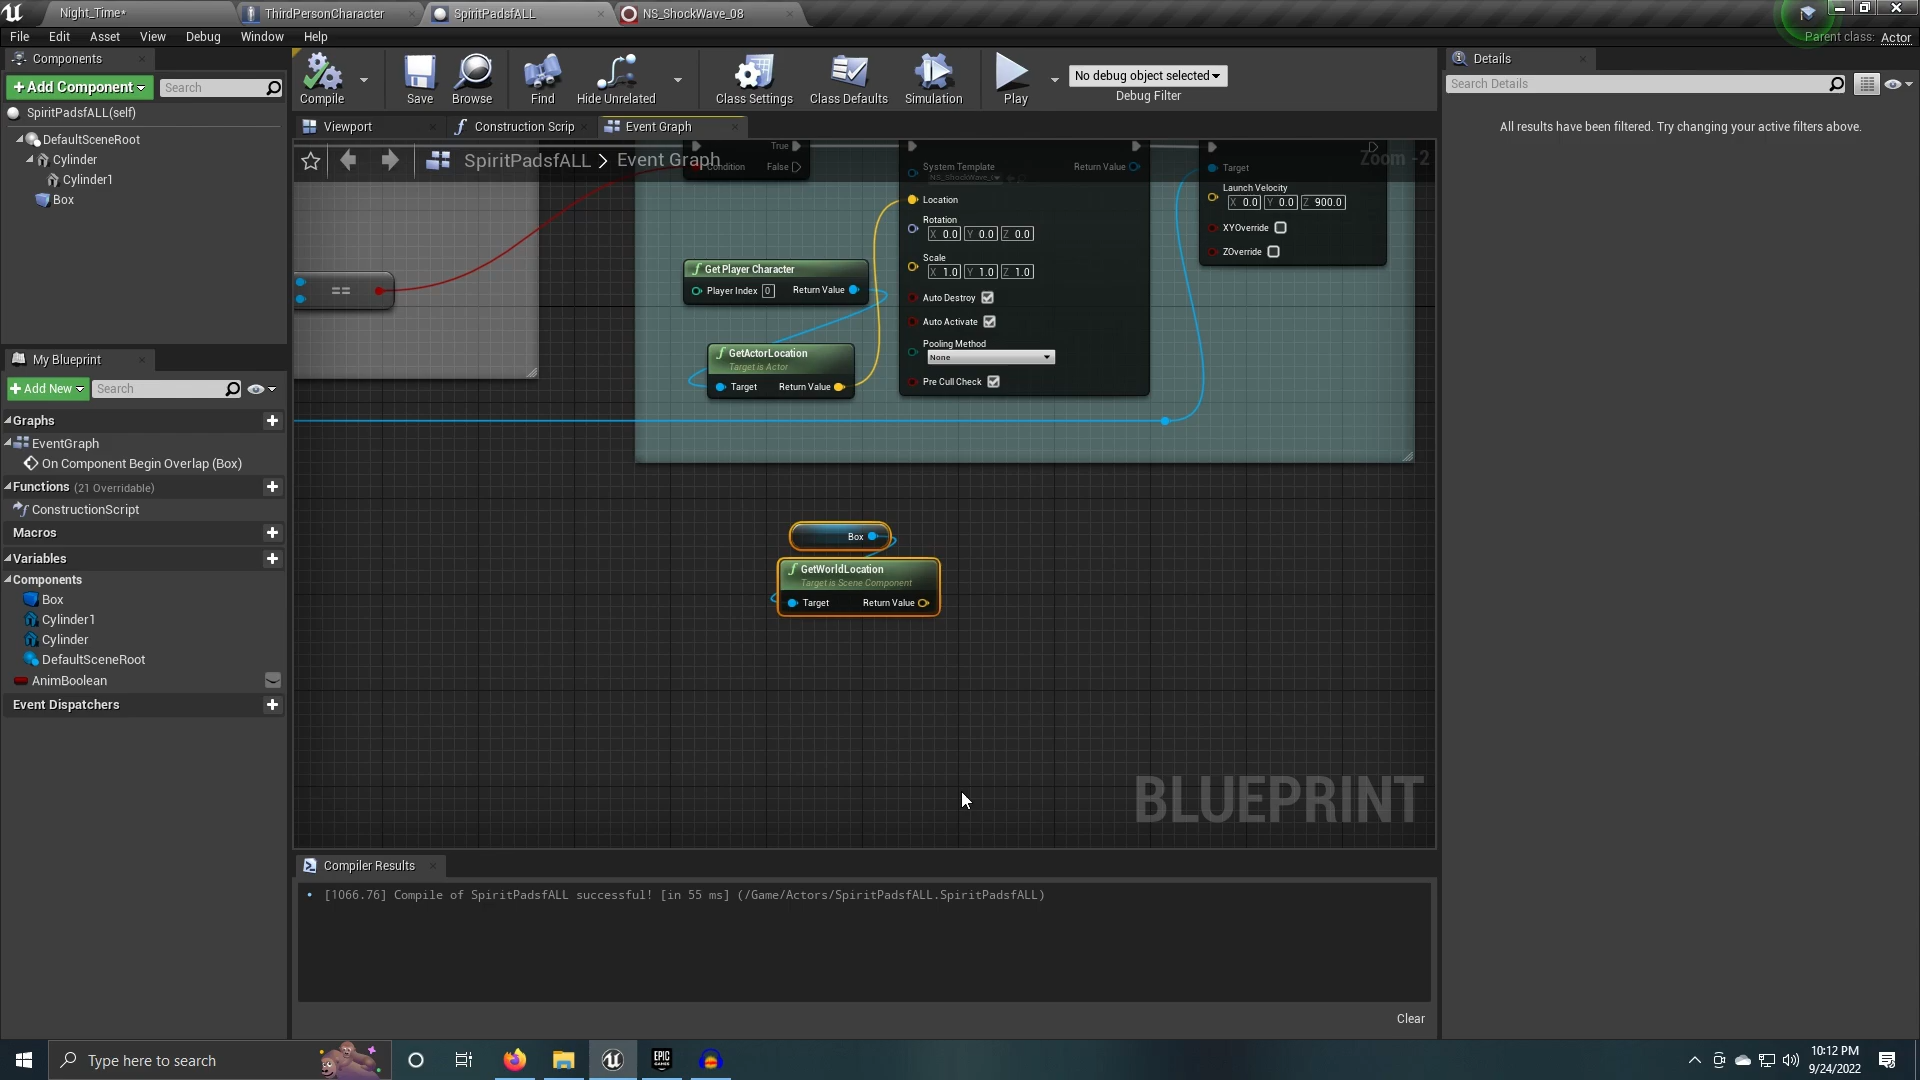 Night_Time*
ThirdPersonCharacter
SpiritPadsfALL
NS_ShockWave_08
File
Edit
Asset
View
Debug
Window
Help
Parent class: Actor
Components
+Add Component
Search
SpiritPadsfALL(self)
DefaultSceneRoot
Cylinder
Cylinder1
Box
Compile
Save
Browse
Find
Hide Unrelated
Class Settings
Class Defaults
Simulation
Play
No debug object selected
Debug Filter
Viewport
Construction Scrip
Event Graph
SpiritPadsfALL > Event Graph
Zoom -2
True
Condition
False
System Template
Return Value
Location
Rotation
X 0.0 Y 0.0 Z 0.0
Scale
X 1.0 Y 1.0 Z 1.0
Auto Destroy
Auto Activate
Pooling Method
None
Pre Cull Check
Target
Launch Velocity
X 0.0 Y 0.0 Z 900.0
XYOverride
ZOverride
==
Get Player Character
Player Index 0
Return Value
GetActorLocation
Target is Actor
Target
Return Value
Box
GetWorldLocation
Target is Scene Component
Target
Return Value
BLUEPRINT
My Blueprint
+Add New
Search
Graphs
EventGraph
On Component Begin Overlap (Box)
Functions (21 Overridable)
ConstructionScript
Macros
Variables
Components
Box
Cylinder1
Cylinder
DefaultSceneRoot
AnimBoolean
Event Dispatchers
Compiler Results
[1066.76] Compile of SpiritPadsfALL successful! [in 55 ms] (/Game/Actors/SpiritPadsfALL.SpiritPadsfALL)
Clear
Details
Search Details
All results have been filtered. Try changing your active filters above.
Type here to search
EPIC GAMES
10:12 PM
9/24/2022